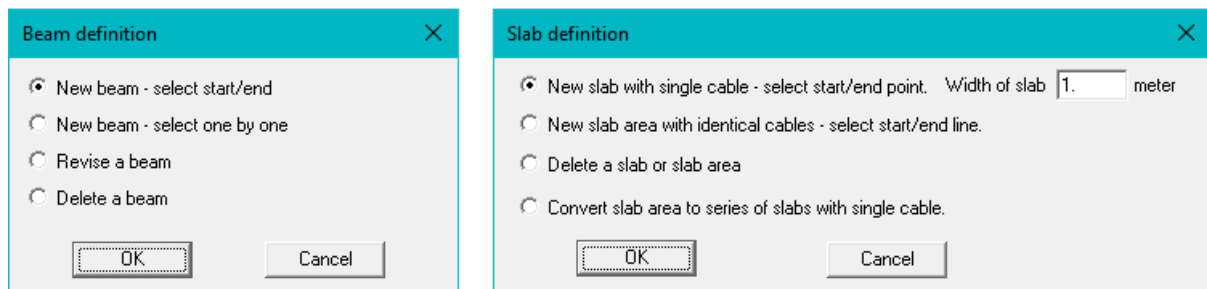 Beam definition
New beam - select start/end
New beam - select one by one
Revise a beam
Delete a beam
OK Cancel
Slab definition
New slab with single cable - select start/end point. Width of slab 1. meter
New slab area with identical cables - select start/end line.
Delete a slab or slab area
Convert slab area to series of slabs with single cable.
OK Cancel